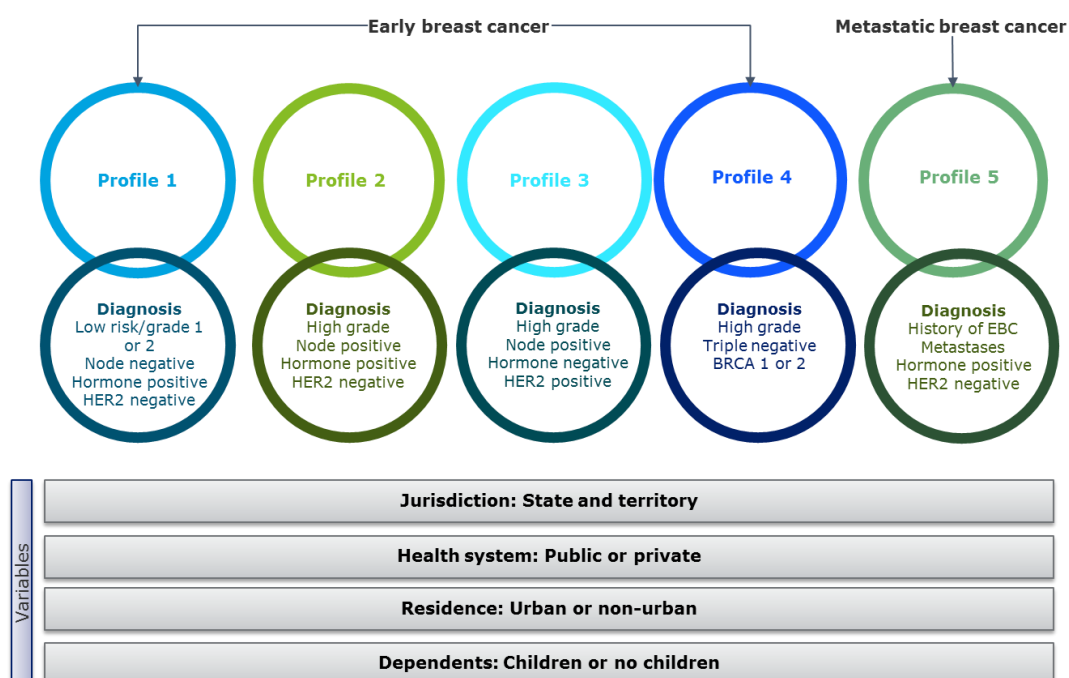 Early breast cancer
Metastatic breast cancer
Profile 1
Profile 2
Profile 3
Profile 4
Profile 5
Diagnosis
Low risk/grade 1
or 2
Node negative
Hormone positive
HER2 negative
Diagnosis
High grade
Node positive
Hormone positive
HER2 negative
Diagnosis
High grade
Node positive
Hormone negative
HER2 positive
Diagnosis
High grade
Triple negative
BRCA 1 or 2
Diagnosis
History of EBC
Metastases
Hormone positive
HER2 negative
Variables
Jurisdiction: State and territory
Health system: Public or private
Residence: Urban or non-urban
Dependents: Children or no children